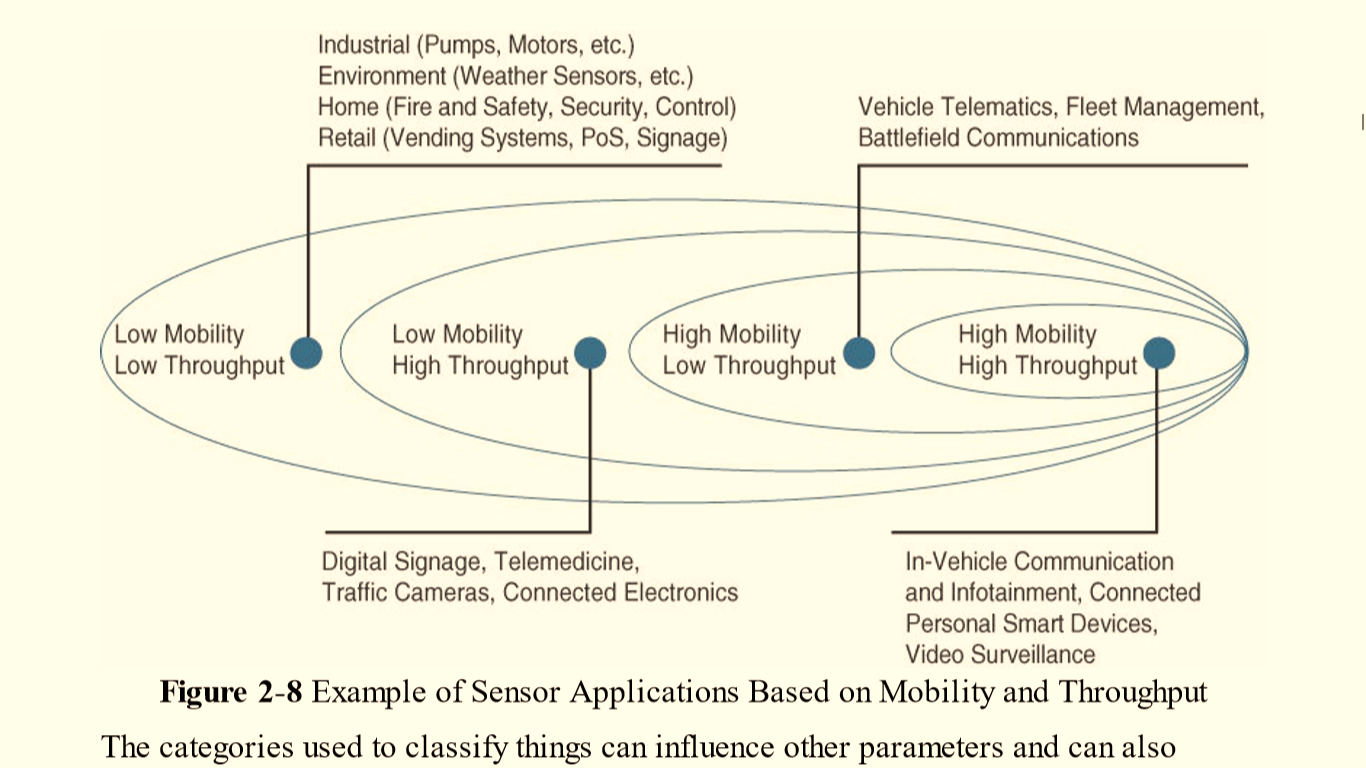 Industrial (Pumps, Motors, etc.)
Environment (Weather Sensors, etc.)
Home (Fire and Safety, Security, Control)
Retail (Vending Systems, PoS, Signage)
Vehicle Telematics, Fleet Management,
Battlefield Communications
Low Mobility
Low Throughput
Low Mobility
High Throughput
High Mobility
Low Throughput
High Mobility
High Throughput
Digital Signage, Telemedicine,
Traffic Cameras, Connected Electronics
In-Vehicle Communication
and Infotainment, Connected
Personal Smart Devices,
Video Surveillance
Figure 2-8 Example of Sensor Applications Based on Mobility and Throughput
The categories used to classify things can influence other parameters and can also